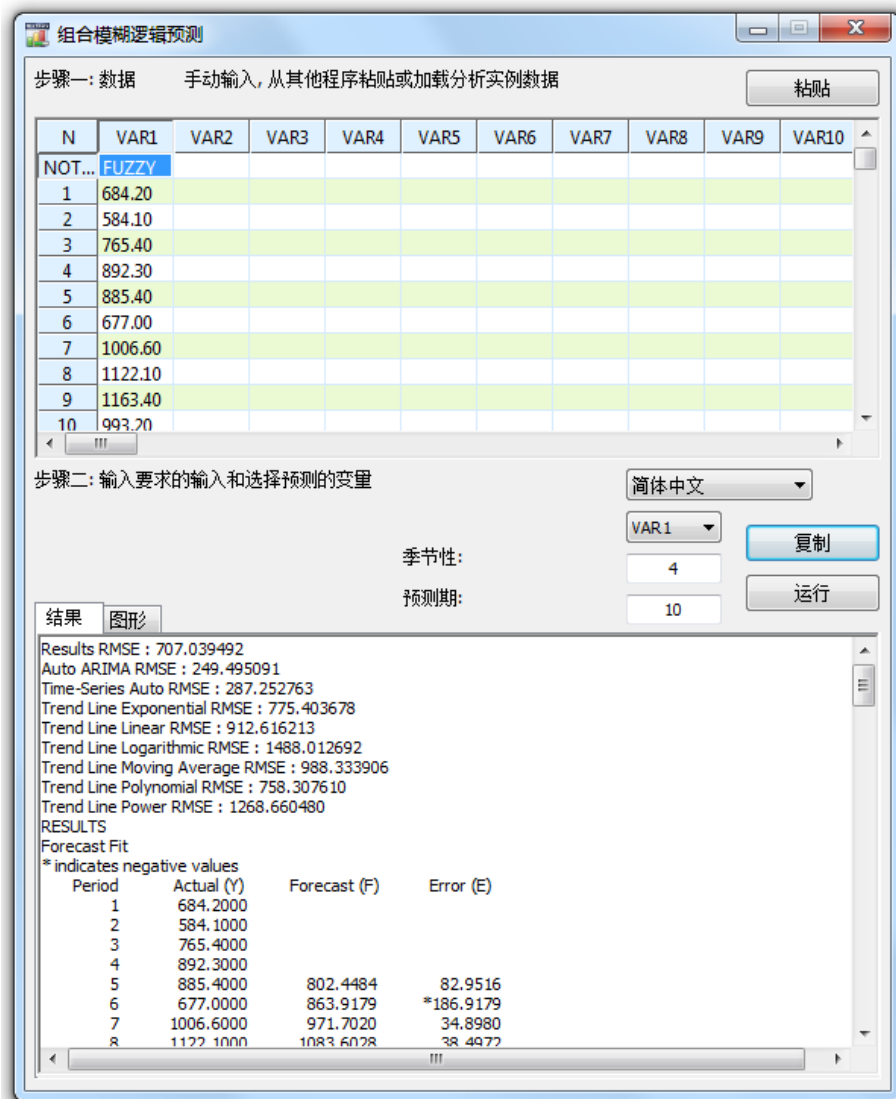 组合模糊逻辑预测
步骤一: 数据 手动输入, 从其他程序粘贴或加载分析实例数据
粘贴
N VAR1 VAR2 VAR3 VAR4 VAR5 VAR6 VAR7 VAR8 VAR9 VAR10
NOT... FUZZY
1 684.20
2 584.10
3 765.40
4 892.30
5 885.40
6 677.00
7 1006.60
8 1122.10
9 1163.40
10 993.20
步骤二: 输入要求的输入和选择预测的变量
简体中文
VAR1
复制
季节性: 4
运行
预测期: 10
结果 图形
Results RMSE : 707.039492
Auto ARIMA RMSE : 249.495091
Time-Series Auto RMSE : 287.252763
Trend Line Exponential RMSE : 775.403678
Trend Line Linear RMSE : 912.616213
Trend Line Logarithmic RMSE : 1488.012692
Trend Line Moving Average RMSE : 988.333906
Trend Line Polynomial RMSE : 758.307610
Trend Line Power RMSE : 1268.660480
RESULTS
Forecast Fit
* indicates negative values
Period Actual (Y) Forecast (F) Error (E)
1 684.2000
2 584.1000
3 765.4000
4 892.3000
5 885.4000 802.4484 82.9516
6 677.0000 863.9179 *186.9179
7 1006.6000 971.7020 34.8980
8 1122.1000 1083.6028 38.4972